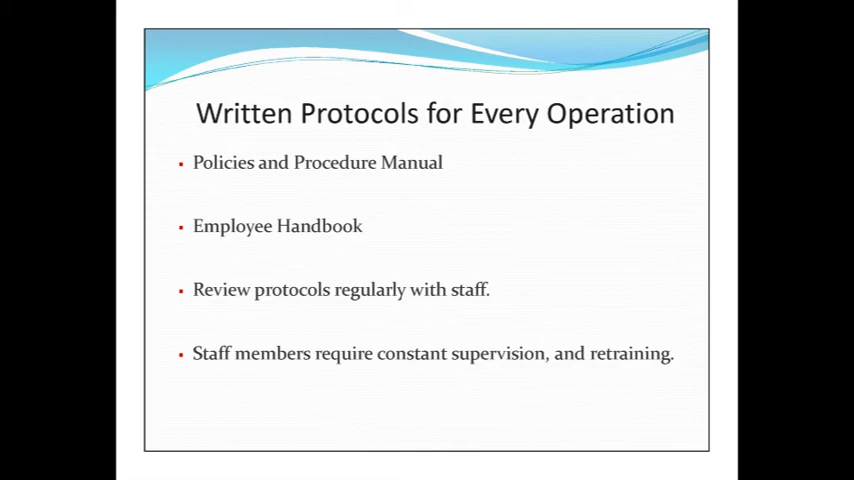 Written Protocols for Every Operation
Policies and Procedure Manual
Employee Handbook
Review protocols regularly with staff.
Staff members require constant supervision, and retraining.